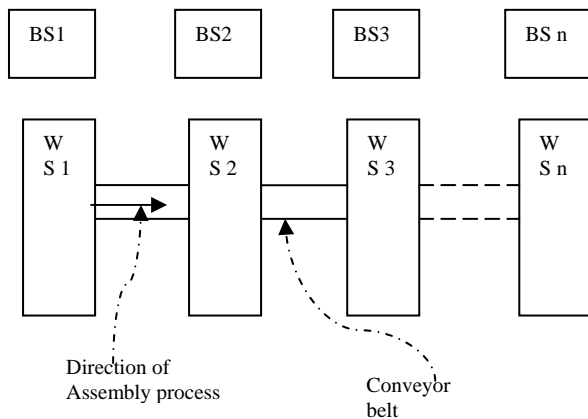 BS1
BS2
BS3
BS n
W
S 1
W
S 2
W
S 3
W
S n
Direction of
Assembly process
Conveyor
belt